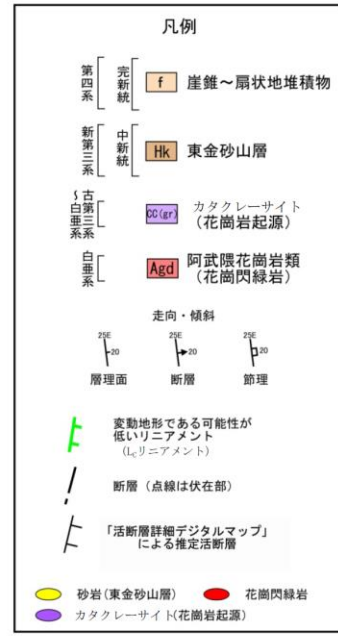 凡例
第四系
完新統
f
崖錐～扇状地堆積物
新第三系
中新統
Hk
東金砂山層
古第三系
～
白亜系
CC(gr)
カタクレーサイト
(花崗岩起源)
白亜系
Agd
阿武隈花崗岩類
(花崗閃緑岩)
走向・傾斜
25E
20
25E
20
25E
20
層理面
断層
節理
変動地形である可能性が
低いリニアメント
(LCリニアメント)
断層（点線は伏在部）
「活断層詳細デジタルマップ」
による推定活断層
砂岩(東金砂山層)
花崗閃緑岩
カタクレーサイト(花崗岩起源)